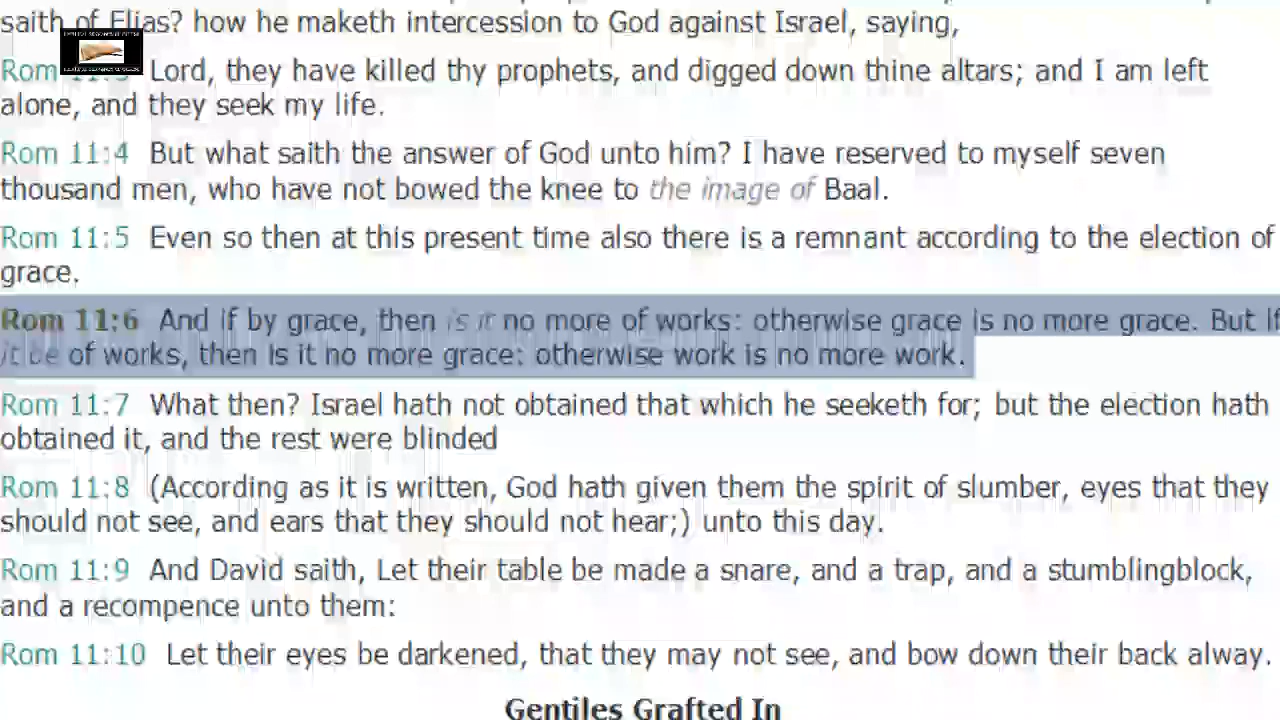 saith of Elias? how he maketh intercession to God against Israel, saying,
Rom Lord, they have killed thy prophets, and digged down thine altars; and I am left
alone, and they seek my life.
Rom 11:4 But what saith the answer of God unto him? I have reserved to myself seven
thousand men, who have not bowed the knee to the image of Baal.
Rom 11:5 Even so then at this present time also there is a remnant according to the election of
grace.
Rom 11:6 And if by grace, then is it no more of works: otherwise grace is no more grace. But if
it be of works, then is it no more grace: otherwise work is no more work.
Rom 11:7 What then? Israel hath not obtained that which he seeketh for; but the election hath
obtained it, and the rest were blinded
Rom 11:8 (According as it is written, God hath given them the spirit of slumber, eyes that they
should not see, and ears that they should not hear;) unto this day.
Rom 11:9 And David saith, Let their table be made a snare, and a trap, and a stumblingblock,
and a recompence unto them:
Rom 11:10 Let their eyes be darkened, that they may not see, and bow down their back alway.
Gentiles Grafted In